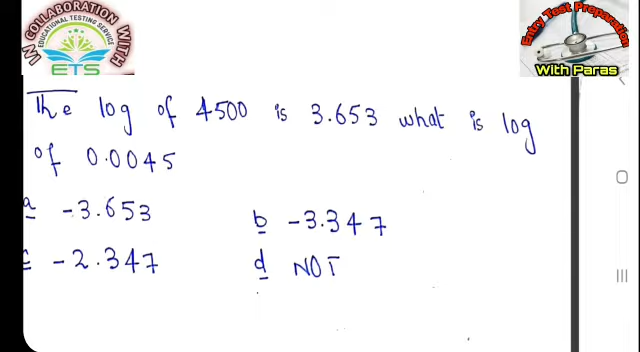 IN COLLABORATION WITH
EDUCATIONAL TESTING SERVICE
ETS
Entry Test Preparation
With Paras
The log of 4500 is 3.653 what is log
of 0.0045
a -3.653
b -3.347
c -2.347
d NOT